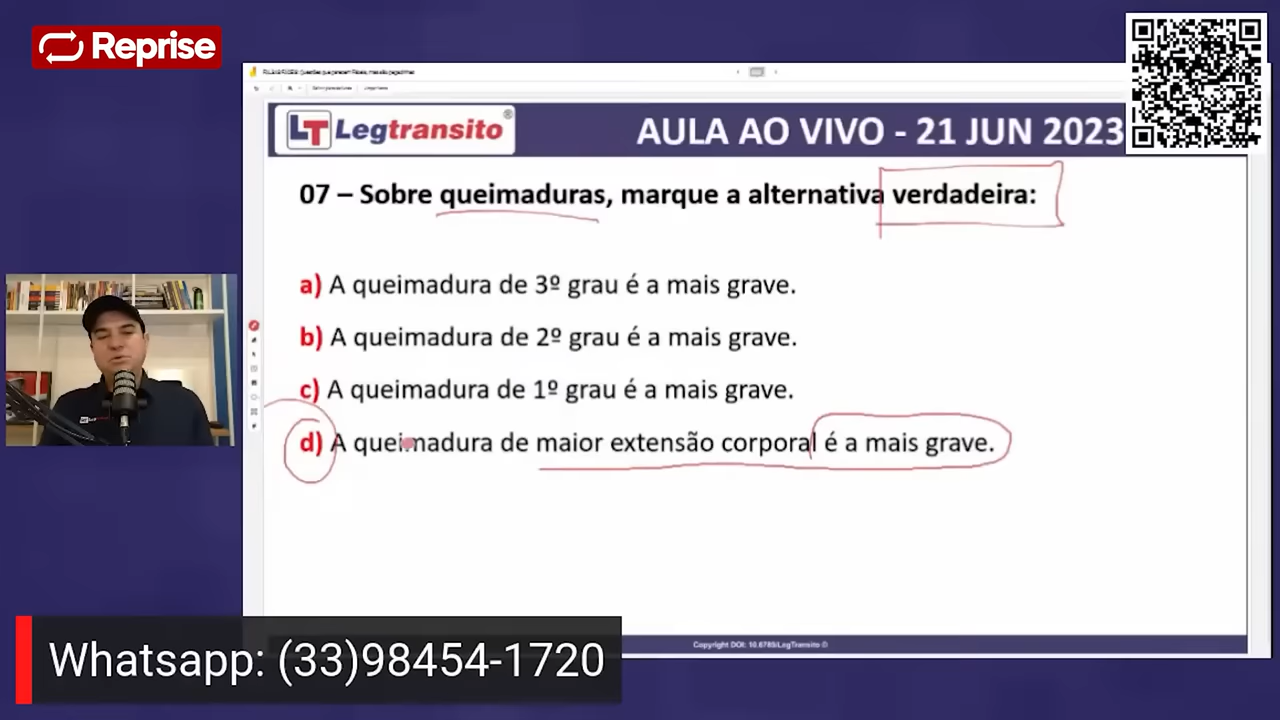 Reprise
LT Legtransito®
AULA AO VIVO - 21 JUN 2023
07 – Sobre queimaduras, marque a alternativa verdadeira:
a) A queimadura de 3º grau é a mais grave.
b) A queimadura de 2º grau é a mais grave.
c) A queimadura de 1º grau é a mais grave.
d) A queimadura de maior extensão corporal é a mais grave.
Whatsapp: (33)98454-1720